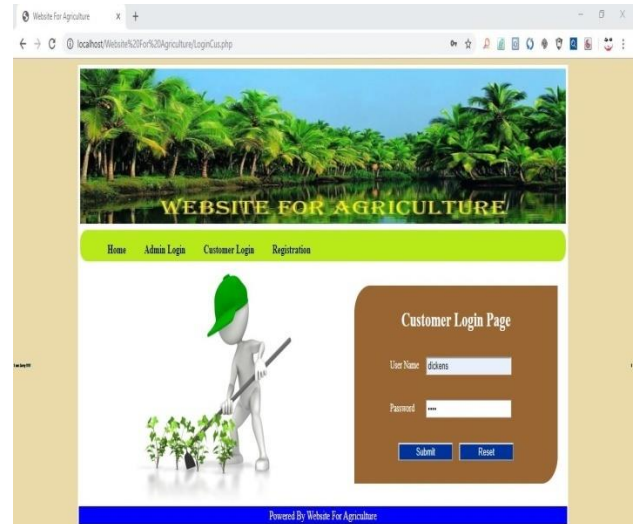 Website For Agriculture
localhost/Website%20For%20Agriculture/LoginCus.php
WEBSITE FOR AGRICULTURE
Home Admin Login Customer Login Registration
Customer Login Page
User Name dickens
Password ••••
Submit Reset
Powered By Website For Agriculture